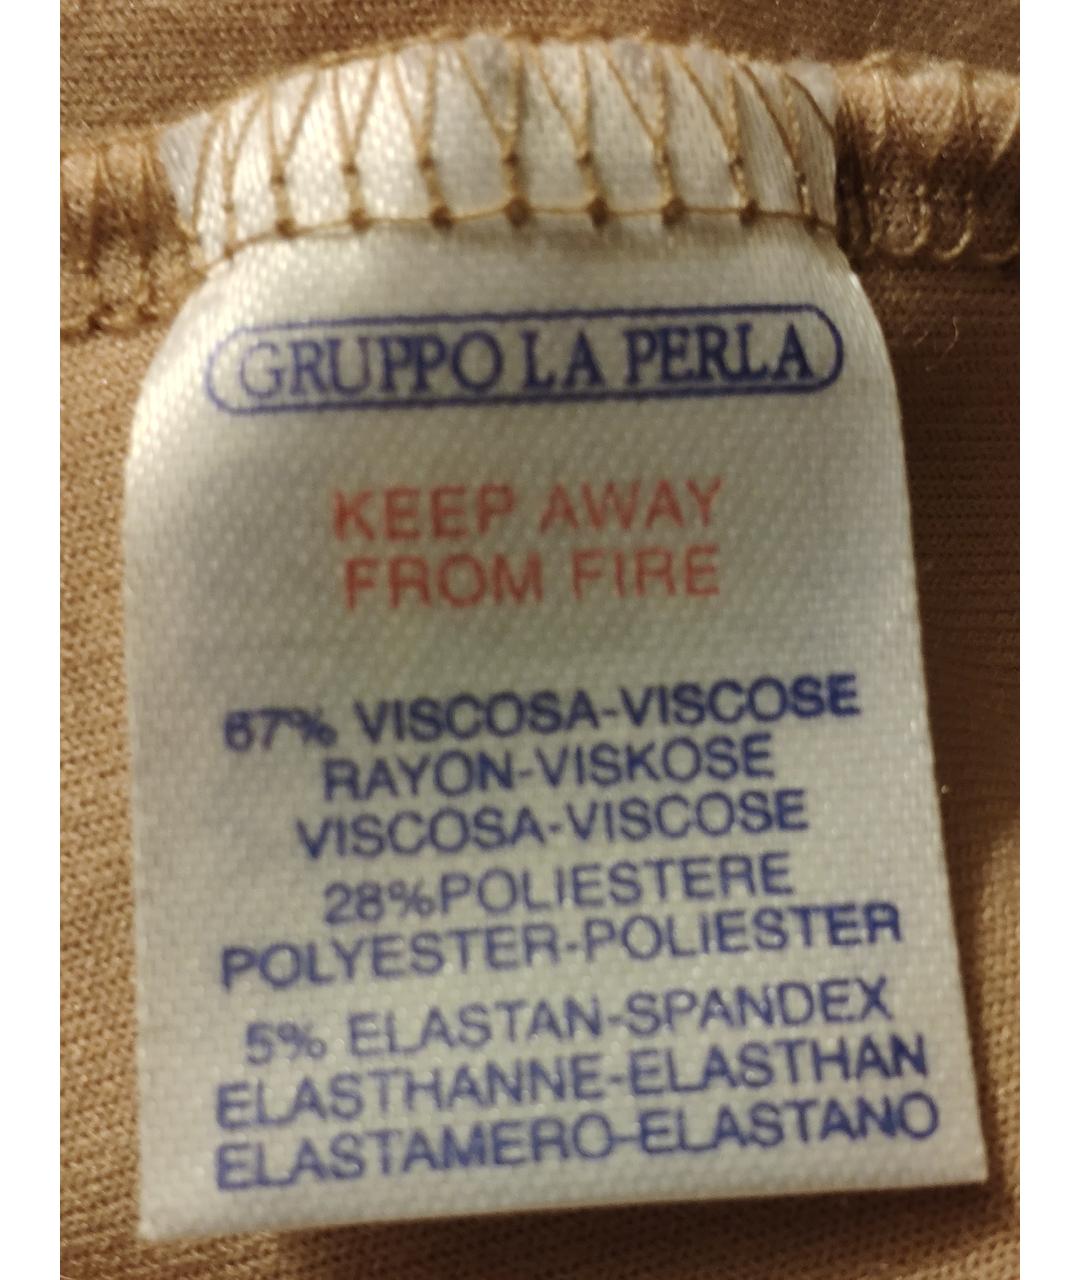 GRUPPO LA PERLA
KEEP AWAY
FROM FIRE
67% VISCOSA-VISCOSE
RAYON-VISKOSE
VISCOSA-VISCOSE
28%POLIESTERE
POLYESTER-POLIESTER
5% ELASTAN-SPANDEX
ELASTHANNE-ELASTHAN
ELASTAMERO-ELASTANO